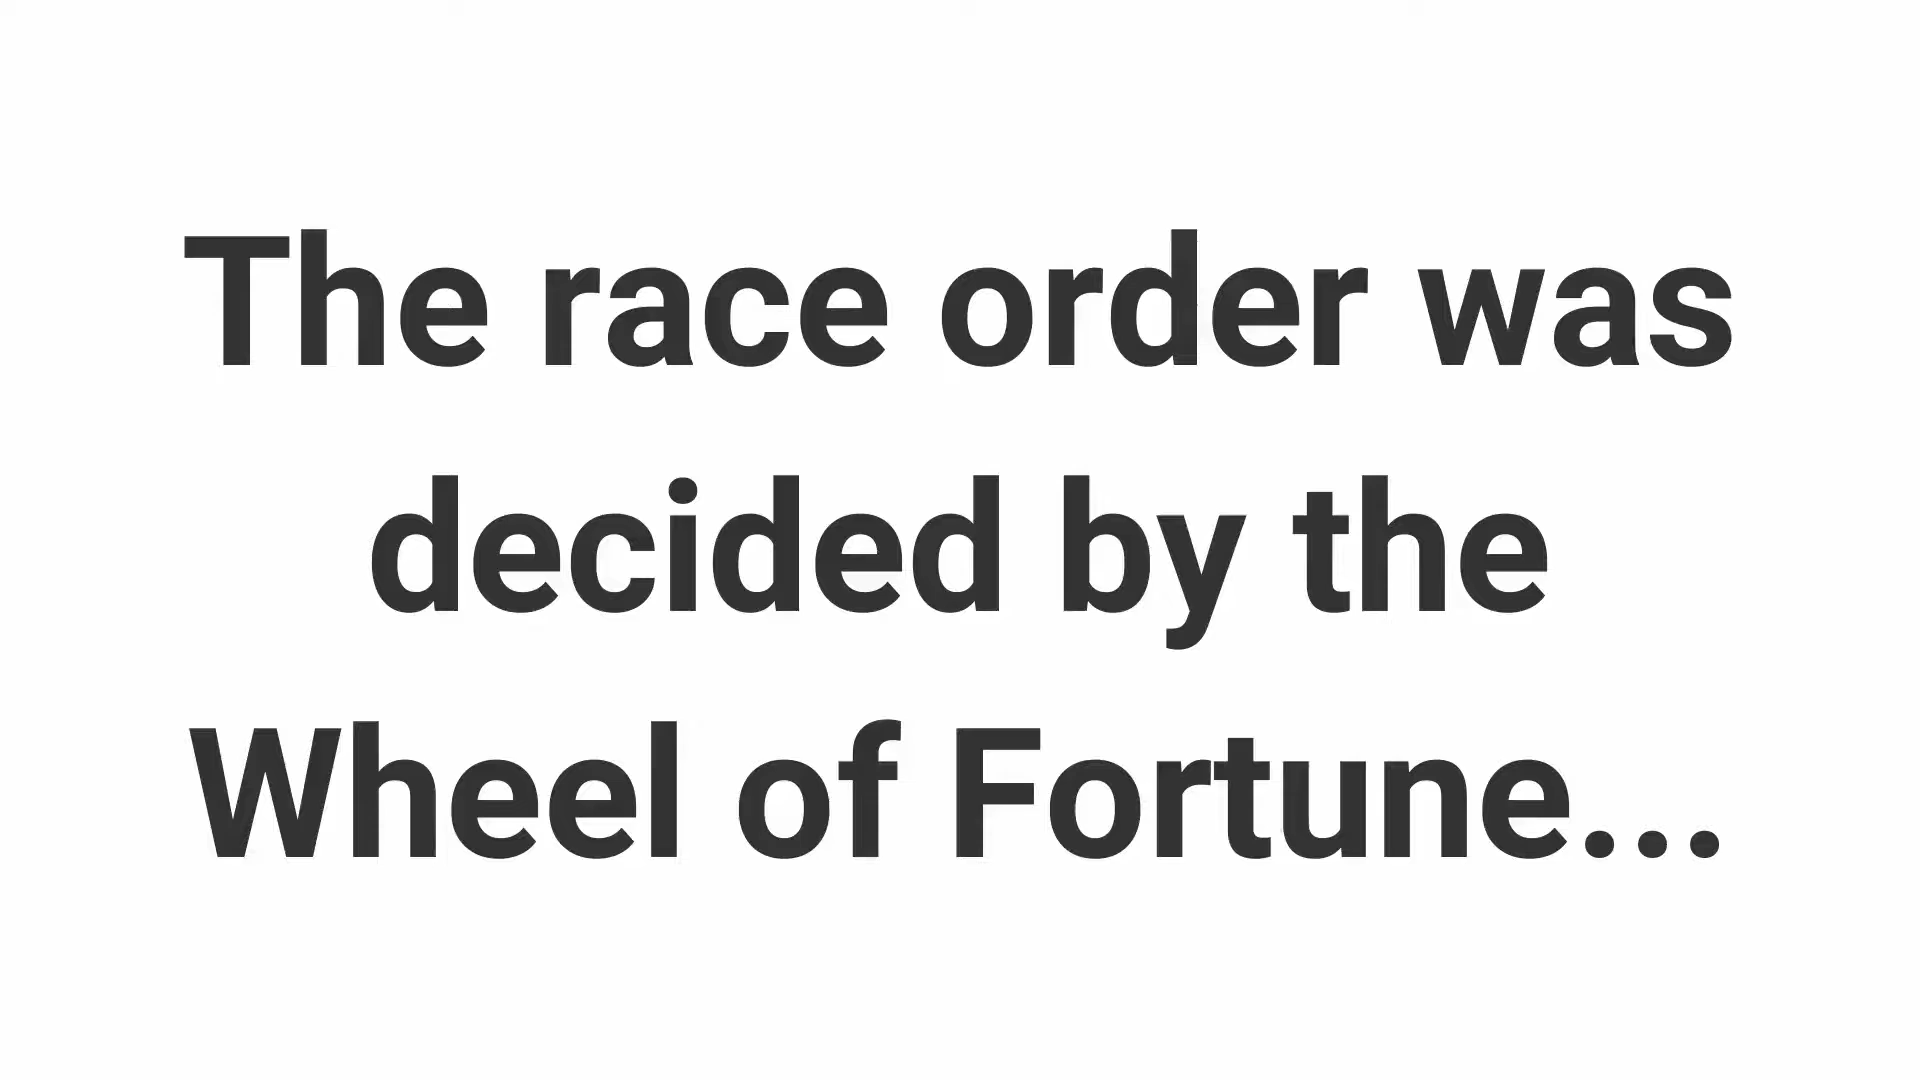 The race order was
decided by the
Wheel of Fortune...